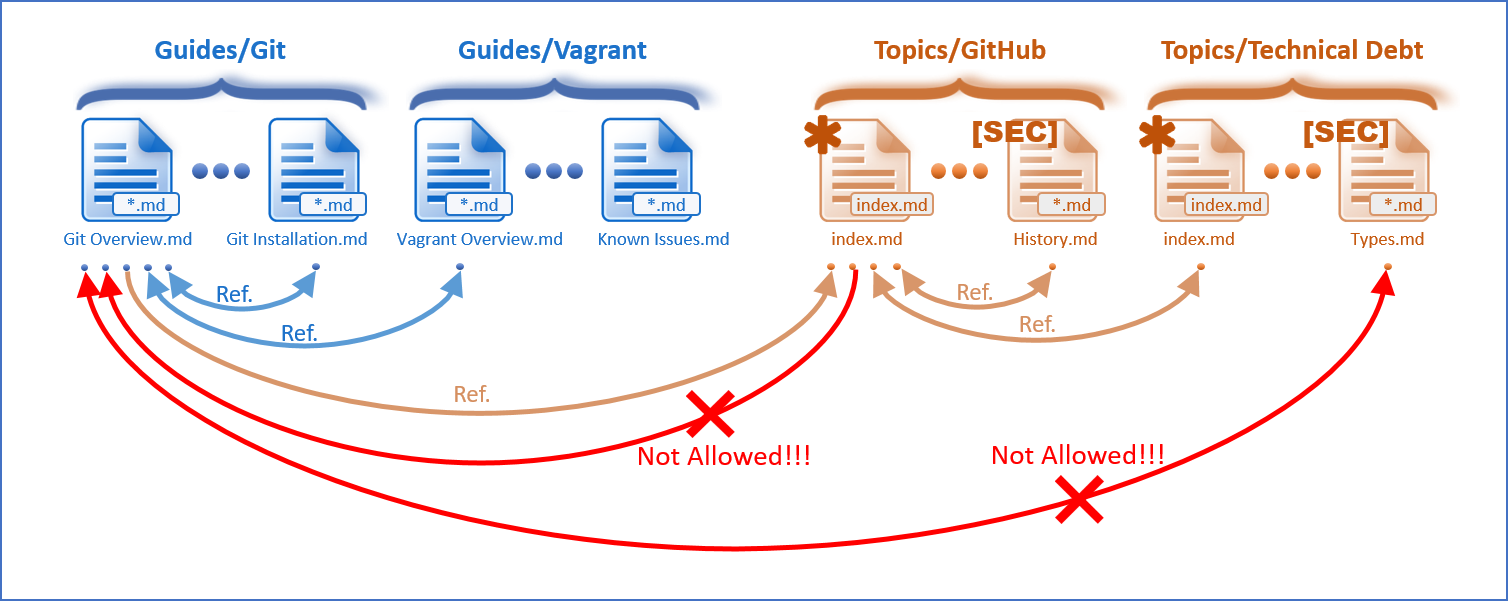 Guides/Git
Guides/Vagrant
Topics/GitHub
Topics/Technical Debt
*.md
*.md
*.md
*.md
* index.md
[SEC] *.md
* index.md
[SEC] *.md
Git Overview.md
Git Installation.md
Vagrant Overview.md
Known Issues.md
index.md
History.md
index.md
Types.md
Ref.
Ref.
Ref.
Ref.
Ref.
Not Allowed!!!
Not Allowed!!!